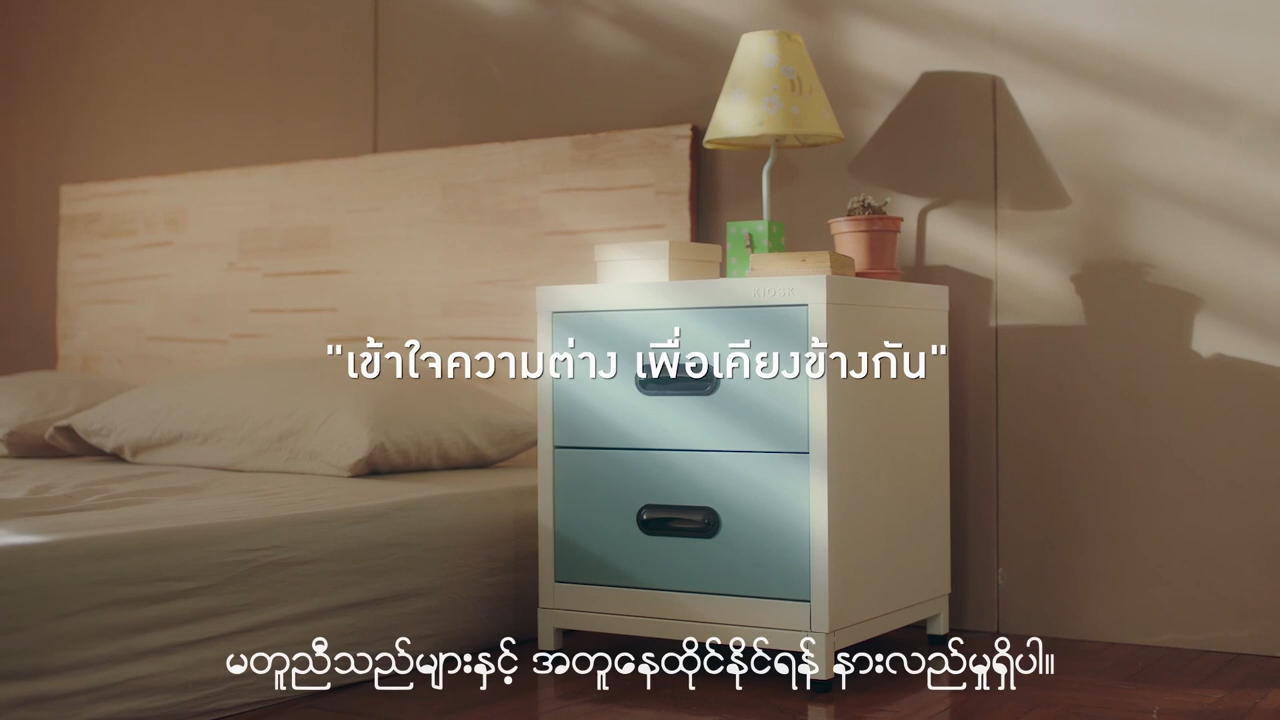 KIOSK
"เข้าใจความต่าง เพื่อเคียงข้างกัน"
မတူညီသည်များနှင့် အတူနေထိုင်နိုင်ရန် နားလည်မှုရှိပါ။